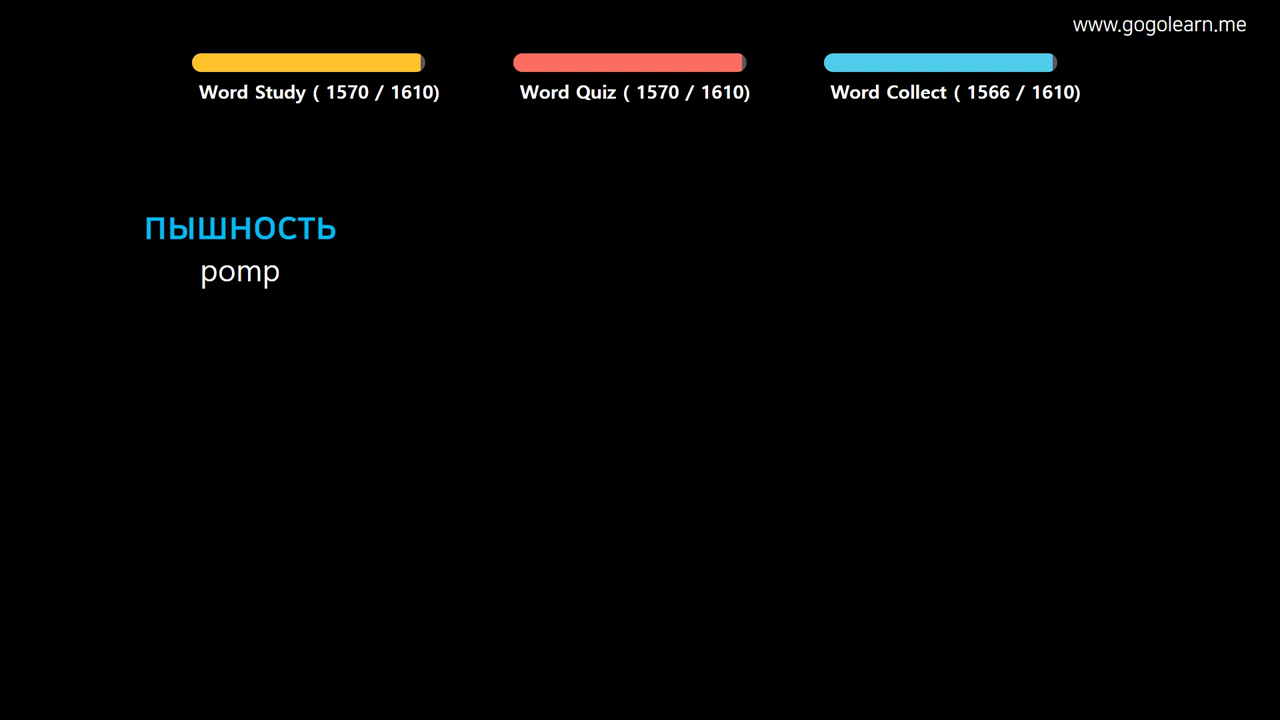 www.gogolearn.me
Word Study ( 1570 / 1610)
Word Quiz ( 1570 / 1610)
Word Collect ( 1566 / 1610)
пышность
pomp